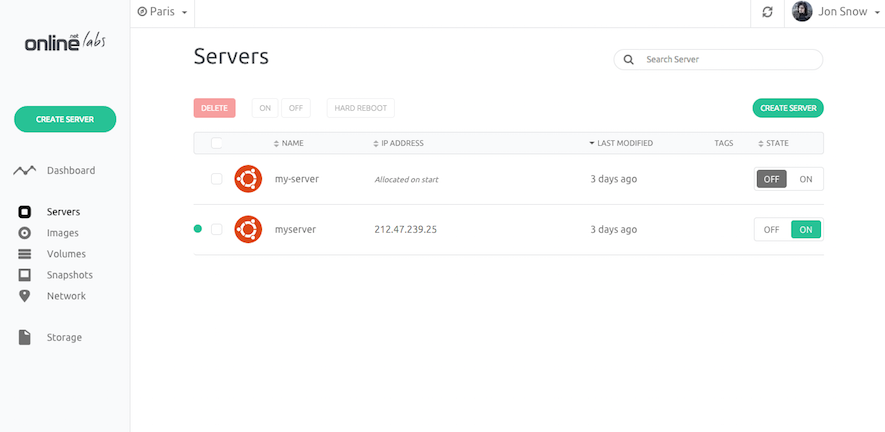 Paris
Jon Snow
online .net labs
Servers
Search Server
CREATE SERVER
DELETE ON OFF HARD REBOOT CREATE SERVER
NAME IP ADDRESS LAST MODIFIED TAGS STATE
Dashboard
my-server Allocated on start 3 days ago OFF ON
Servers
myserver 212.47.239.25 3 days ago OFF ON
Images
Volumes
Snapshots
Network
Storage